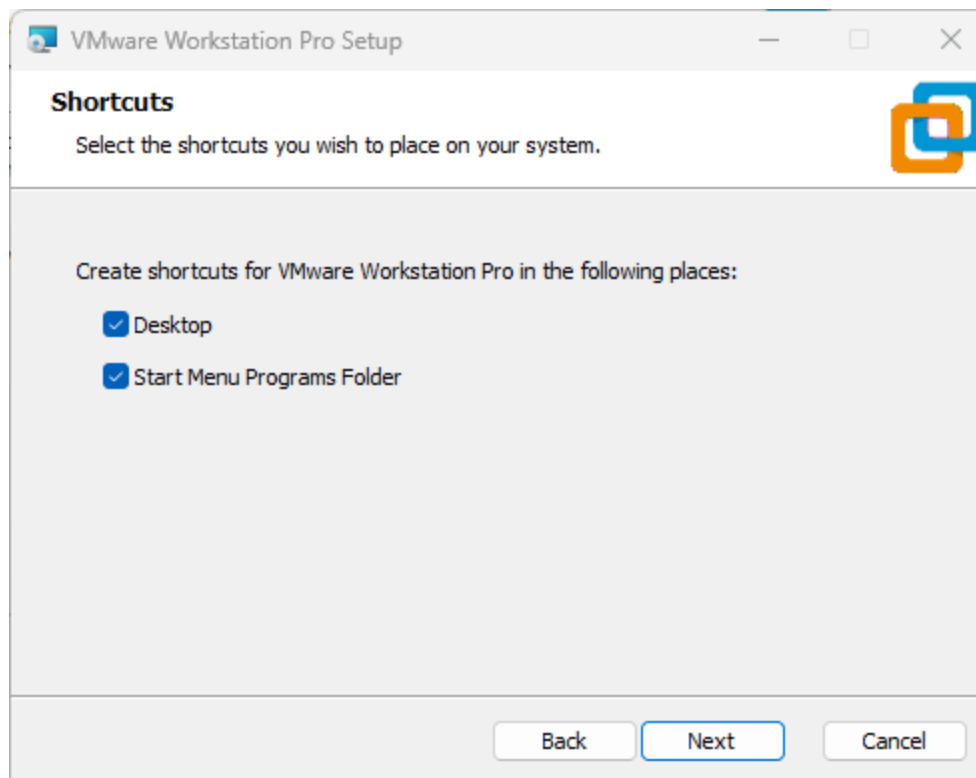 VMware Workstation Pro Setup
Shortcuts
Select the shortcuts you wish to place on your system.
Create shortcuts for VMware Workstation Pro in the following places:
Desktop
Start Menu Programs Folder
Back Next Cancel